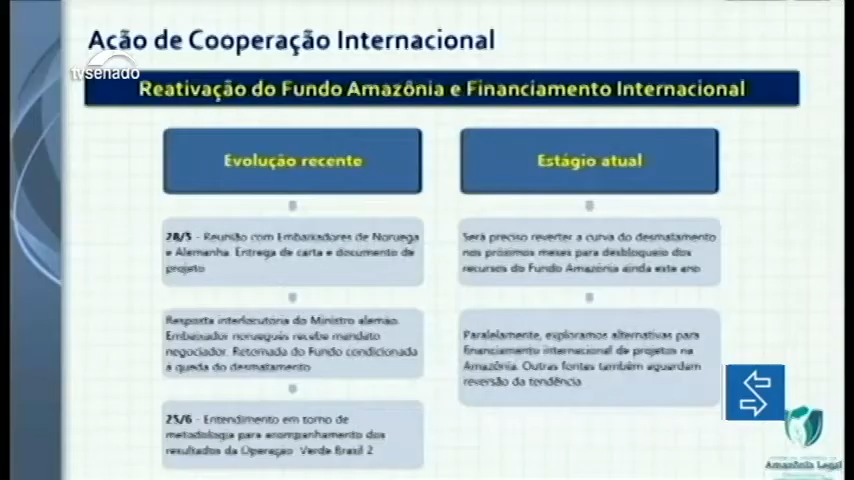 Acão de Cooperação Internacional
tvsenado
Reativação do Fundo Amazônia e Financiamento Internacional
Evolução recente
28/5 - Reunião com Embaixadores de Noruega
e Alemanha. Entrega de carta e documento de
projeto
Resposta interlocutória do Ministro alemão.
Embaixador norueguês recebe mandato
negociador. Retomada do Fundo condicionada
à queda do desmatamento
25/6 - Entendimento em torno de
metodologia para acompanhamento dos
resultados da Operação Verde Brasil 2
Estágio atual
Será preciso reverter a curva do desmatamento
nos próximos meses para desbloqueio dos
recursos do Fundo Amazônia ainda este ano
Paralelamente, exploramos alternativas para
financiamento internacional de projetos na
Amazônia. Outras fontes também aguardam
reversão da tendência
Amazônia Legal